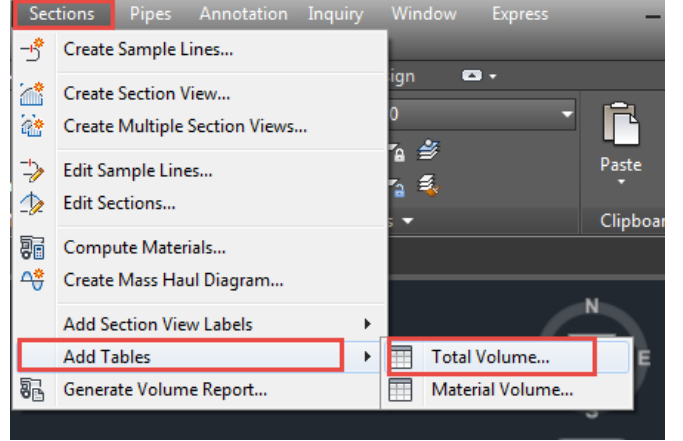 Sections Pipes Annotation Inquiry Window Express
Create Sample Lines...
Create Section View...
Create Multiple Section Views...
0
Edit Sample Lines...
Paste
Edit Sections...
Clipboar
Compute Materials...
Create Mass Haul Diagram...
N
Add Section View Labels
Add Tables
Total Volume...
E
Generate Volume Report...
Material Volume...
S